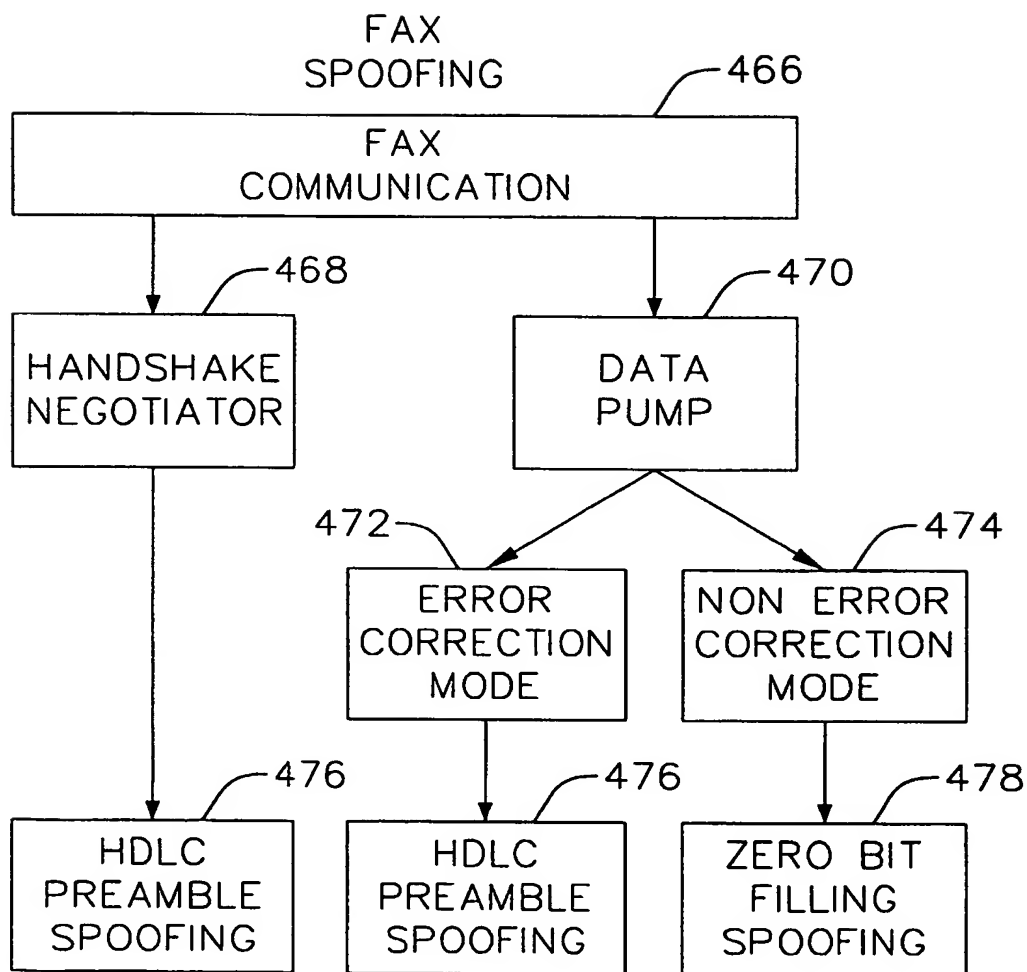 FAX
SPOOFING
466
FAX
COMMUNICATION
468
470
HANDSHAKE
NEGOTIATOR
DATA
PUMP
472
474
ERROR
CORRECTION
MODE
NON ERROR
CORRECTION
MODE
476
476
478
HDLC
PREAMBLE
SPOOFING
HDLC
PREAMBLE
SPOOFING
ZERO BIT
FILLING
SPOOFING